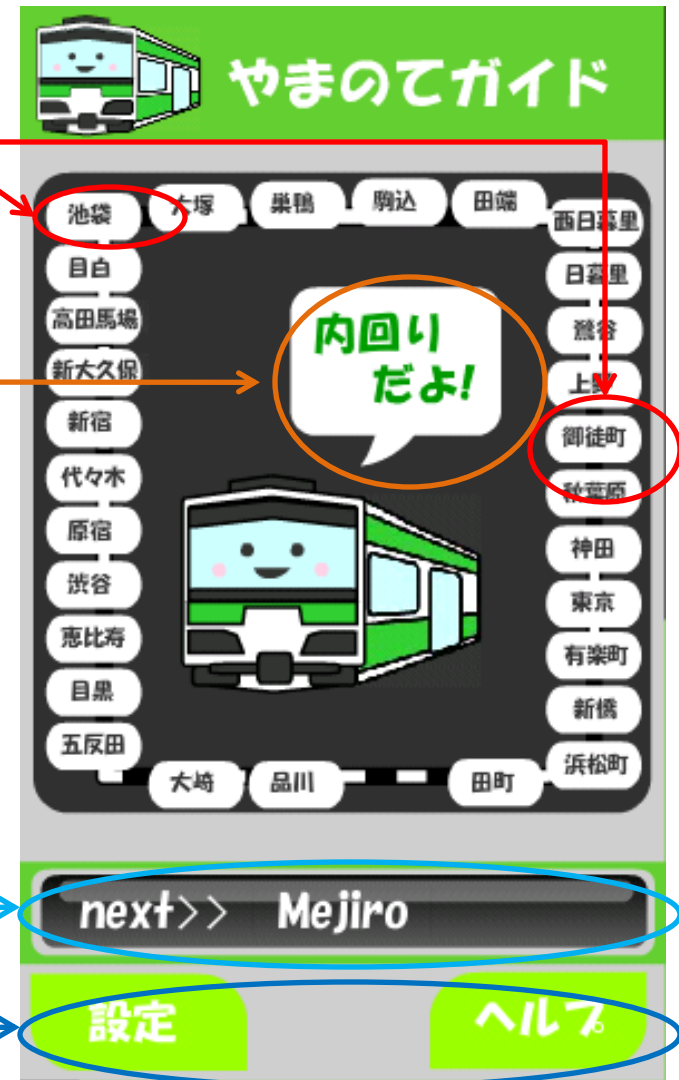 やまのてガイド
池袋
大塚
巣鴨
駒込
田端
西日暮里
目白
日暮里
高田馬場
鶯谷
内回り
だよ!
新大久保
上野
新宿
御徒町
代々木
秋葉原
原宿
神田
渋谷
東京
恵比寿
有楽町
目黒
新橋
五反田
浜松町
大崎
品川
田町
next>> Mejiro
設定
ヘルプ